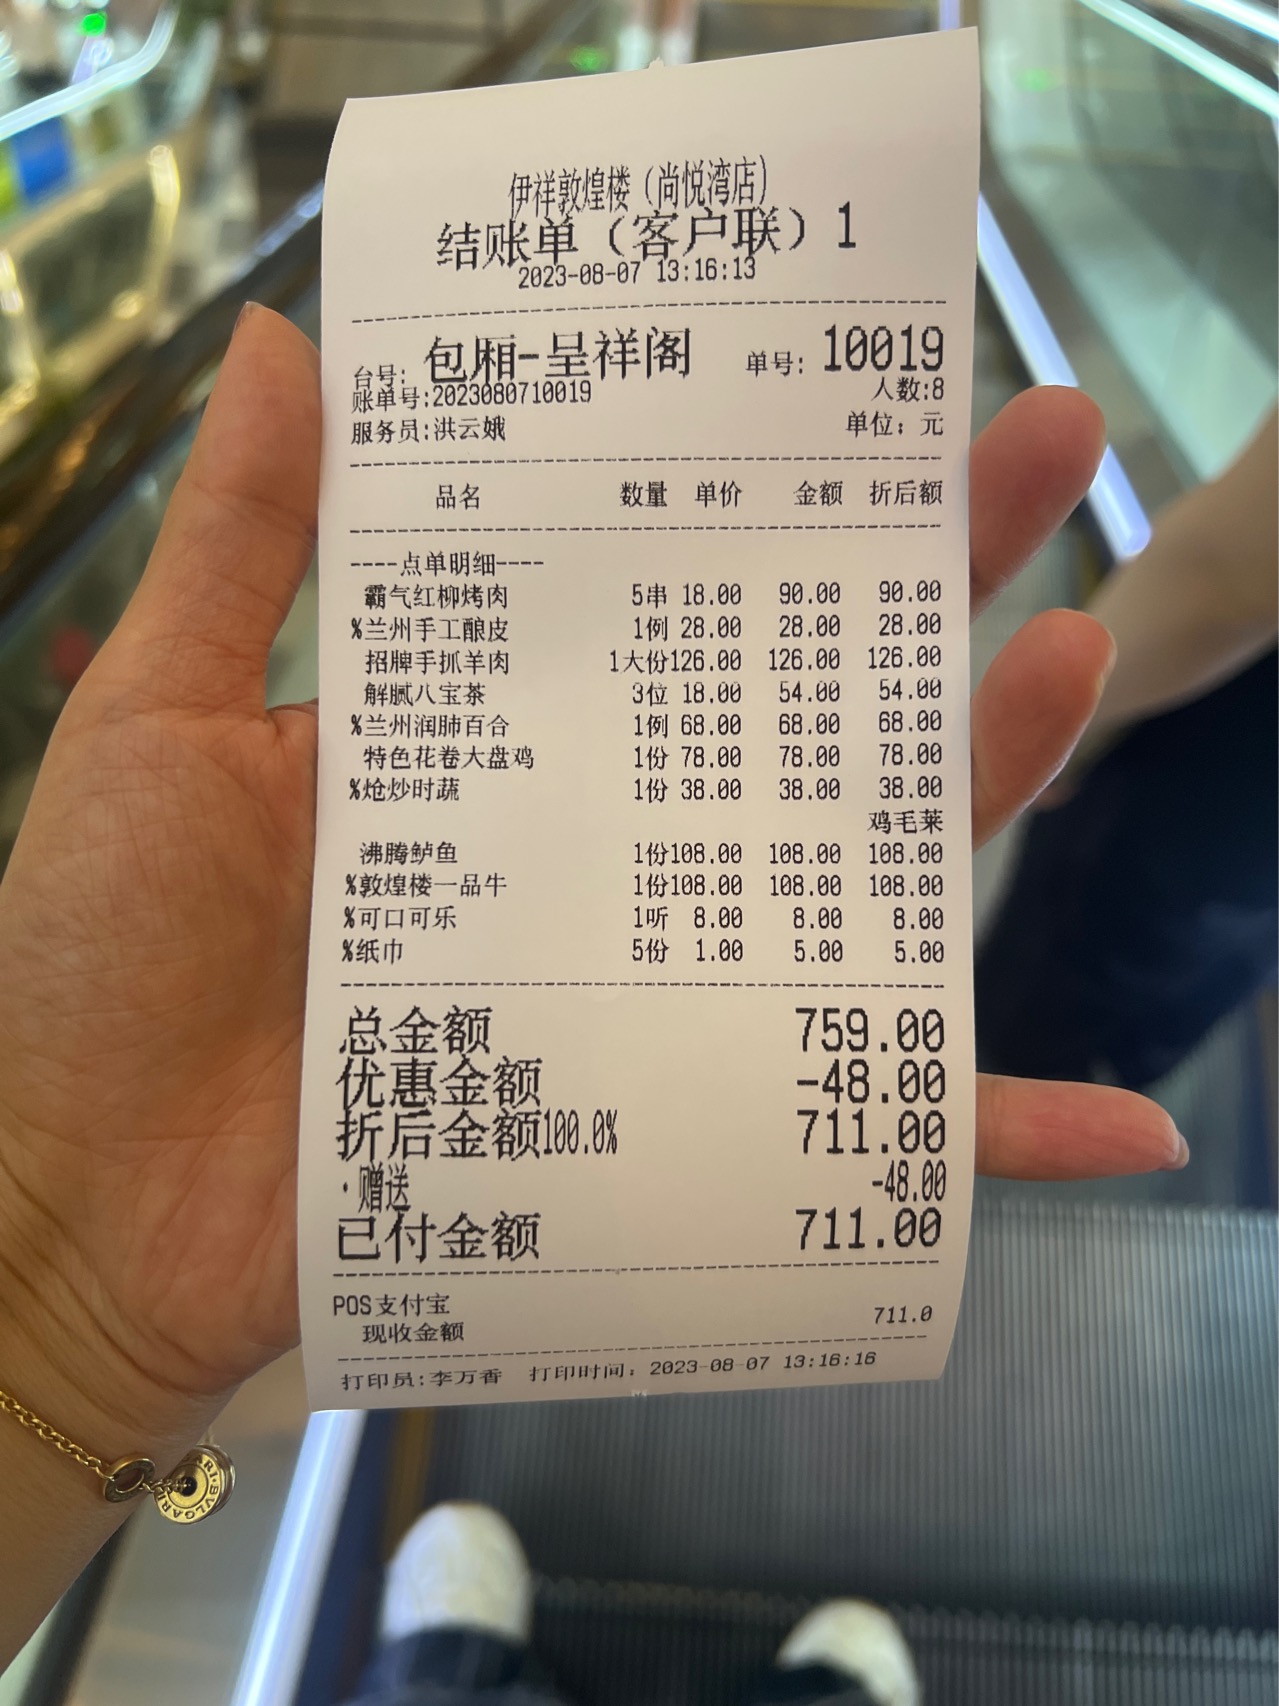 伊祥敦煌楼（尚悦湾店）
结账单（客户联）1
2023-08-07 13:16:13
台号: 包厢-呈祥阁 单号: 10019
账单号:2023080710019 人数:8
服务员:洪云娥 单位: 元
品名 数量 单价 金额 折后额
----点单明细----
霸气红柳烤肉 5串 18.00 90.00 90.00
%兰州手工酿皮 1例 28.00 28.00 28.00
招牌手抓羊肉 1大份126.00 126.00 126.00
解腻八宝茶 3位 18.00 54.00 54.00
%兰州润肺百合 1例 68.00 68.00 68.00
特色花卷大盘鸡 1份 78.00 78.00 78.00
%炝炒时蔬 1份 38.00 38.00 38.00
鸡毛莱
沸腾鲈鱼 1份108.00 108.00 108.00
%敦煌楼一品牛 1份108.00 108.00 108.00
%可口可乐 1听 8.00 8.00 8.00
%纸巾 5份 1.00 5.00 5.00
总金额 759.00
优惠金额 -48.00
折后金额100.0% 711.00
·赠送 -48.00
已付金额 711.00
POS支付宝
现收金额 711.0
打印员:李万香 打印时间: 2023-08-07 13:16:16
BVLGARI